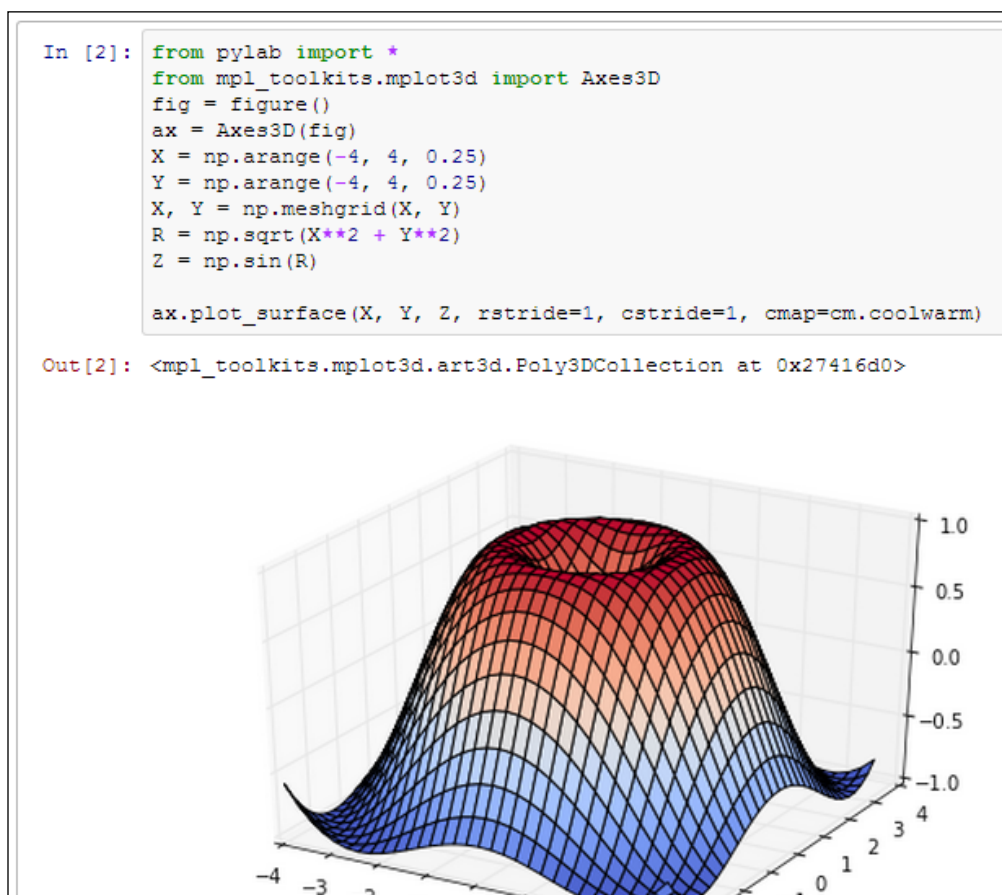 In [2]: from pylab import *
from mpl_toolkits.mplot3d import Axes3D
fig = figure()
ax = Axes3D(fig)
X = np.arange(-4, 4, 0.25)
Y = np.arange(-4, 4, 0.25)
X, Y = np.meshgrid(X, Y)
R = np.sqrt(X**2 + Y**2)
Z = np.sin(R)
ax.plot_surface(X, Y, Z, rstride=1, cstride=1, cmap=cm.coolwarm)
Out[2]: <mpl_toolkits.mplot3d.art3d.Poly3DCollection at 0x27416d0>
1.0
0.5
0.0
−0.5
−1.0
4
3
2
1
0
−4
−3